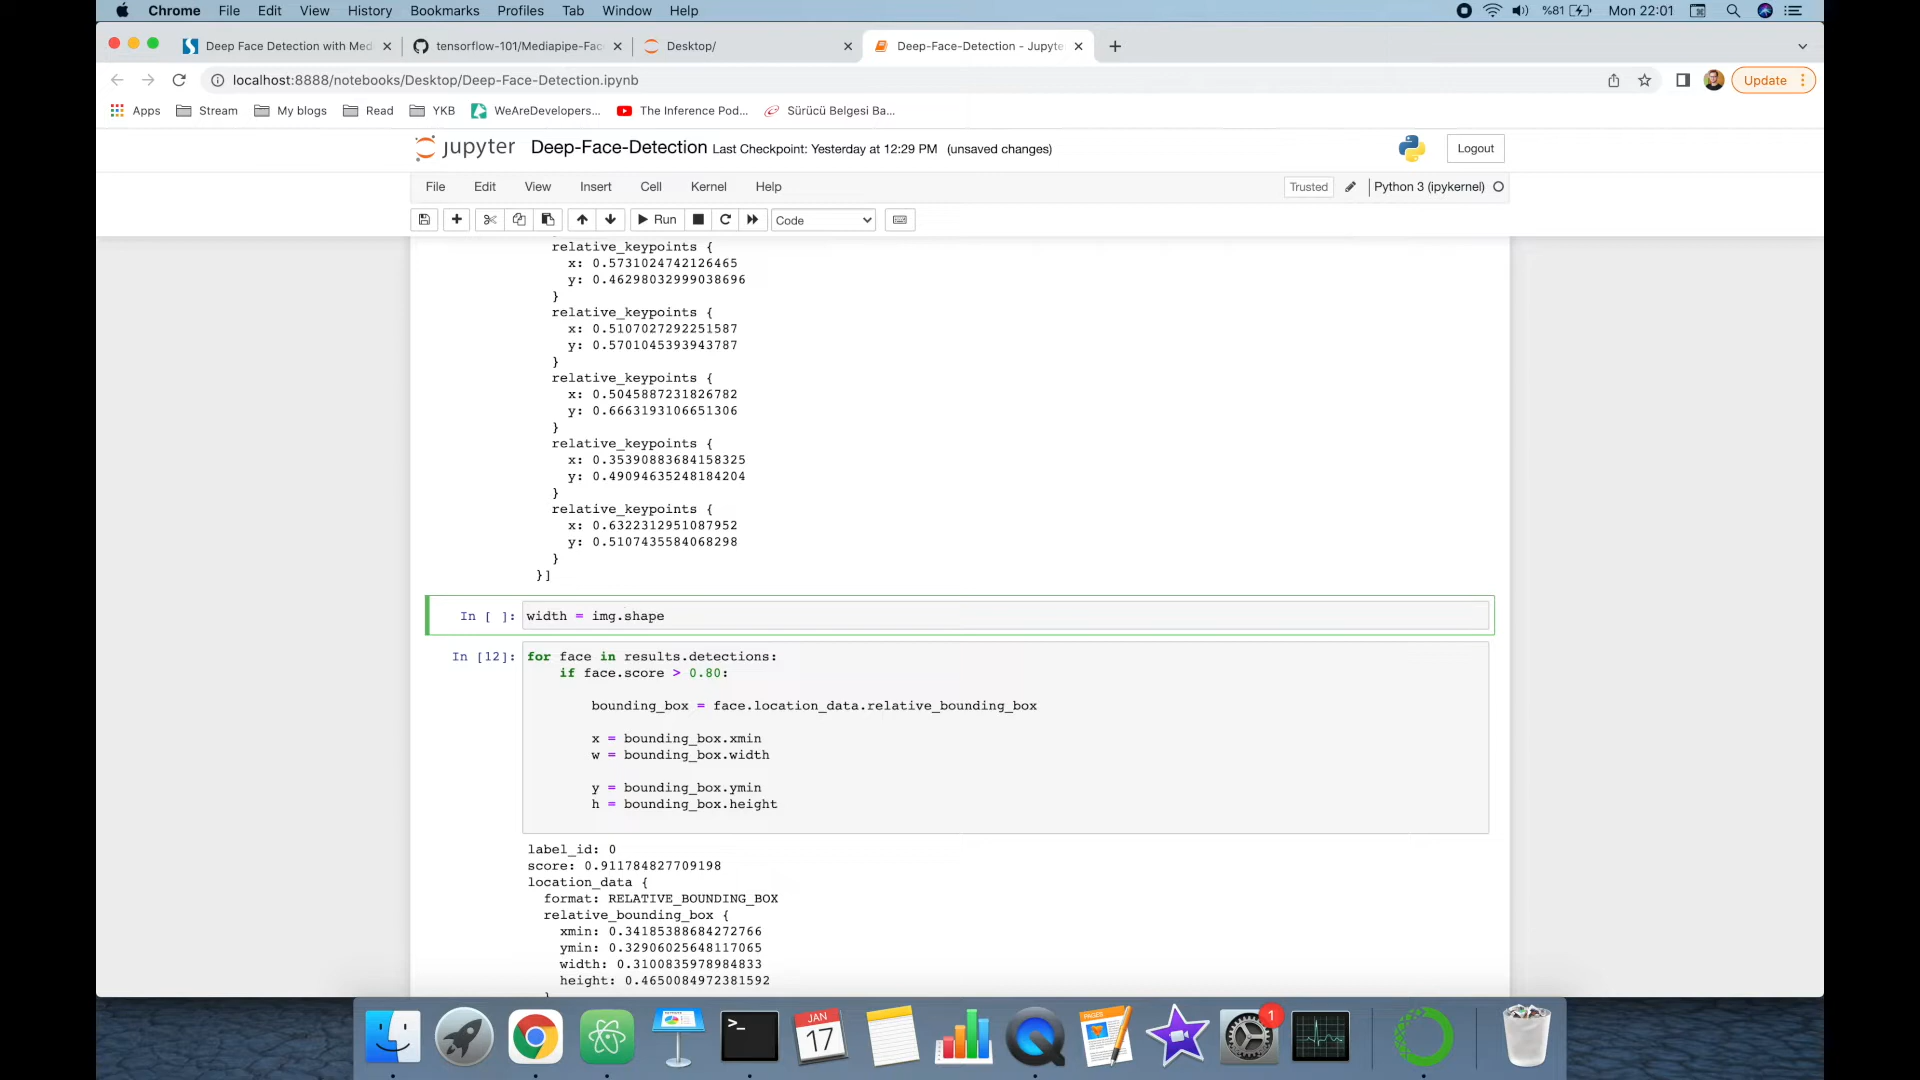 Chrome File Edit View History Bookmarks Profiles Tab Window Help %81 Mon 22:01
Deep Face Detection with Med tensorflow-101/Mediapipe-Fac Desktop/ Deep-Face-Detection - Jupyte
localhost:8888/notebooks/Desktop/Deep-Face-Detection.ipynb Update
Apps Stream My blogs Read YKB WeAreDevelopers... The Inference Pod... Sürücü Belgesi Ba...
jupyter Deep-Face-Detection Last Checkpoint: Yesterday at 12:29 PM (unsaved changes) Logout
File Edit View Insert Cell Kernel Help Trusted Python 3 (ipykernel)
Run Code
relative_keypoints {
x: 0.5731024742126465
y: 0.46298032999038696
}
relative_keypoints {
x: 0.5107027292251587
y: 0.5701045393943787
}
relative_keypoints {
x: 0.5045887231826782
y: 0.6663193106651306
}
relative_keypoints {
x: 0.35390883684158325
y: 0.49094635248184204
}
relative_keypoints {
x: 0.6322312951087952
y: 0.5107435584068298
}
}]
In [ ]: width = img.shape
In [12]: for face in results.detections:
if face.score > 0.80:
bounding_box = face.location_data.relative_bounding_box
x = bounding_box.xmin
w = bounding_box.width
y = bounding_box.ymin
h = bounding_box.height
label_id: 0
score: 0.911784827709198
location_data {
format: RELATIVE_BOUNDING_BOX
relative_bounding_box {
xmin: 0.34185388684272766
ymin: 0.32906025648117065
width: 0.3100835978984833
height: 0.4650084972381592
}
>_ JAN 17 PAGES 1